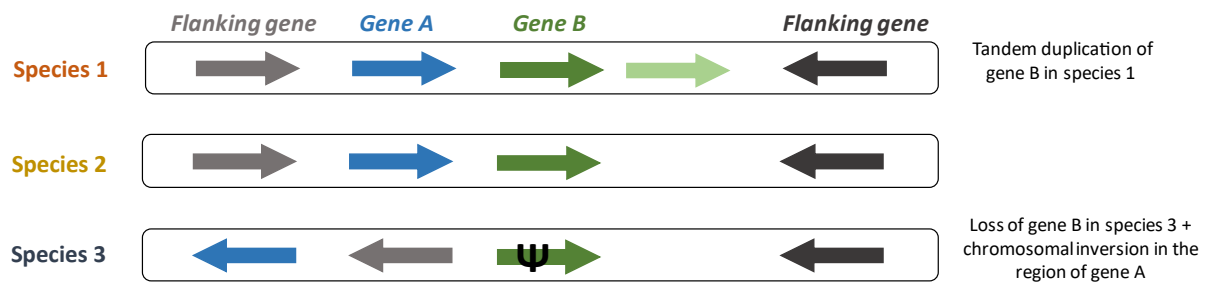 Flanking gene Gene A Gene B Flanking gene
Species 1
Tandem duplication of
gene B in species 1
Species 2
Species 3
Ψ
Loss of gene B in species 3 +
chromosomal inversion in the
region of gene A